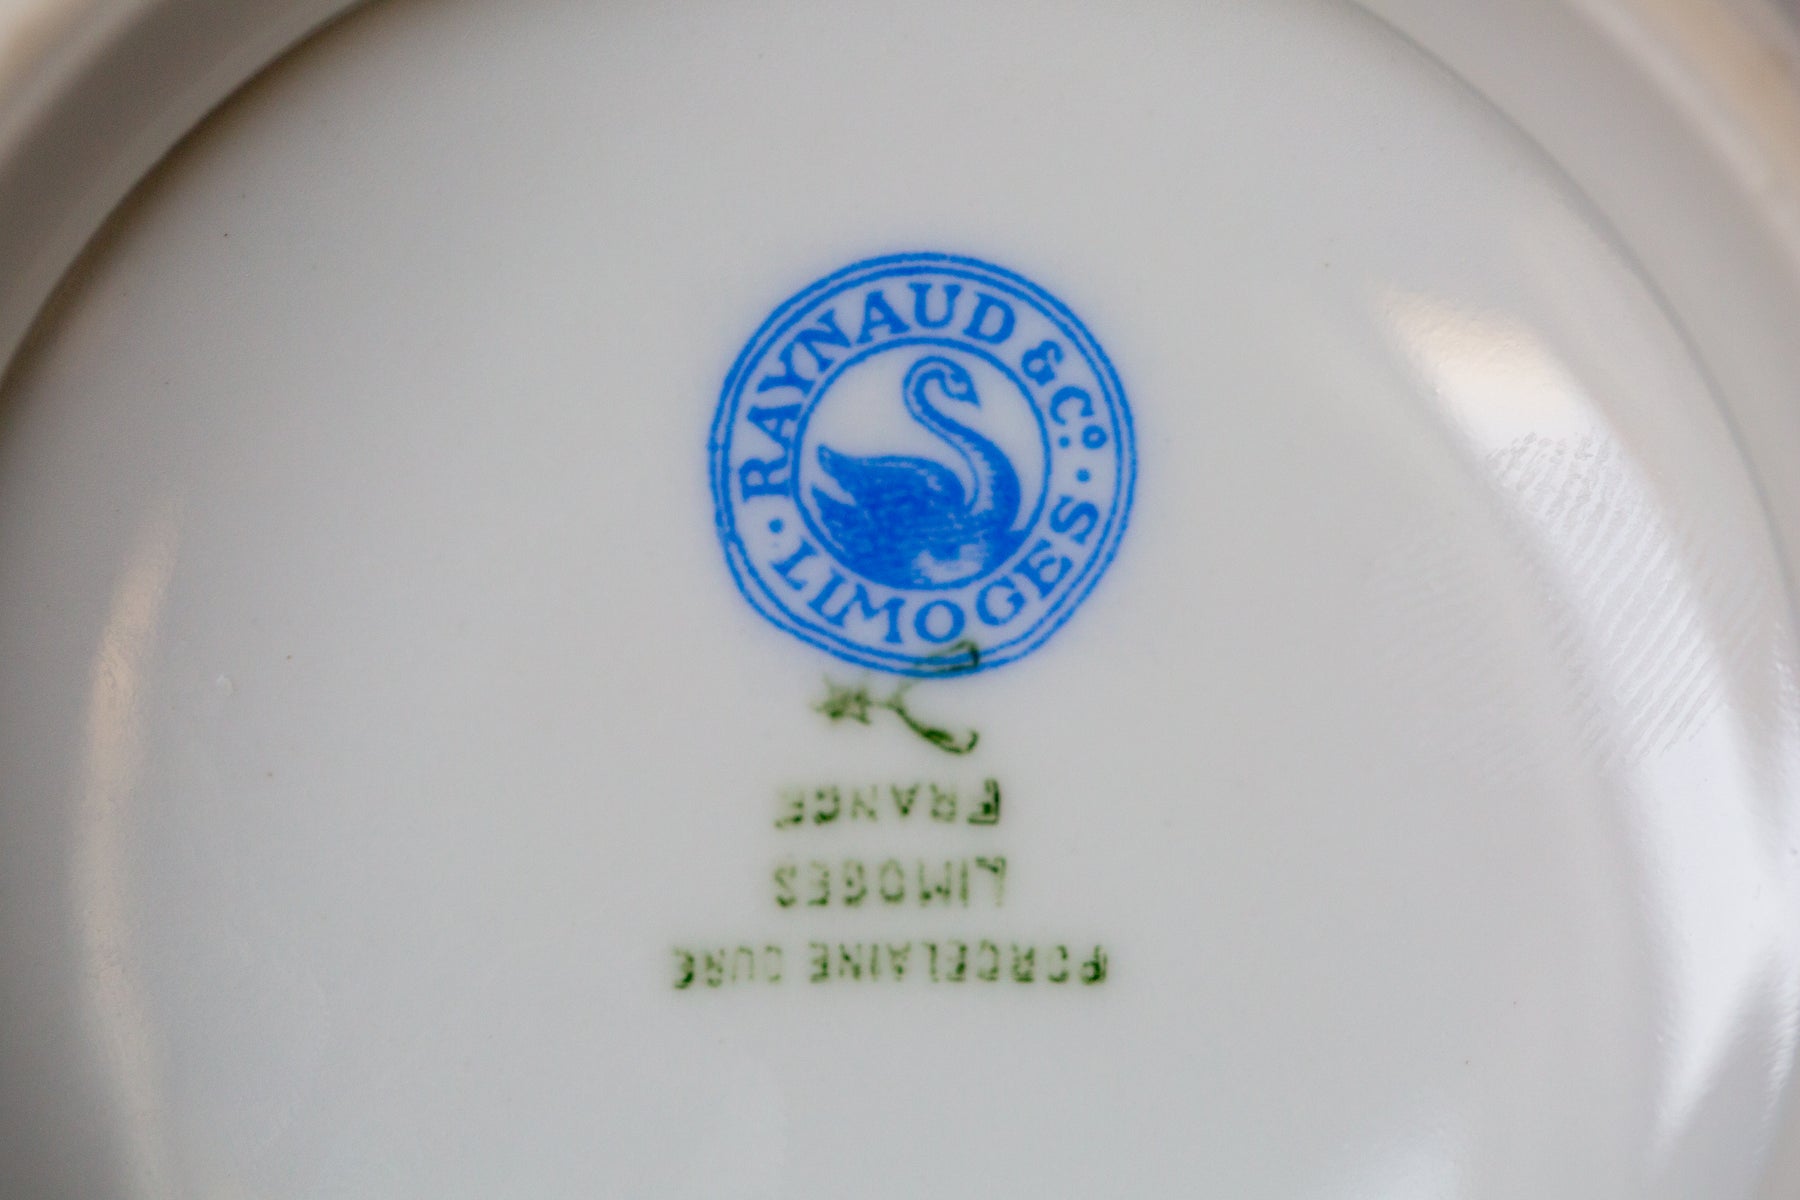 RAYNAUD & Cº
LIMOGES
PORCELAINE DURE
LIMOGES
FRANCE